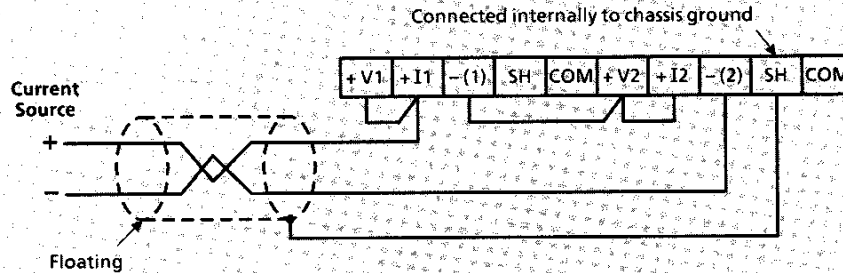 Connected internally to chassis ground
+ V1 + I1 – (1) SH COM + V2 + I2 – (2) SH COM
Current
Source
+
–
Floating